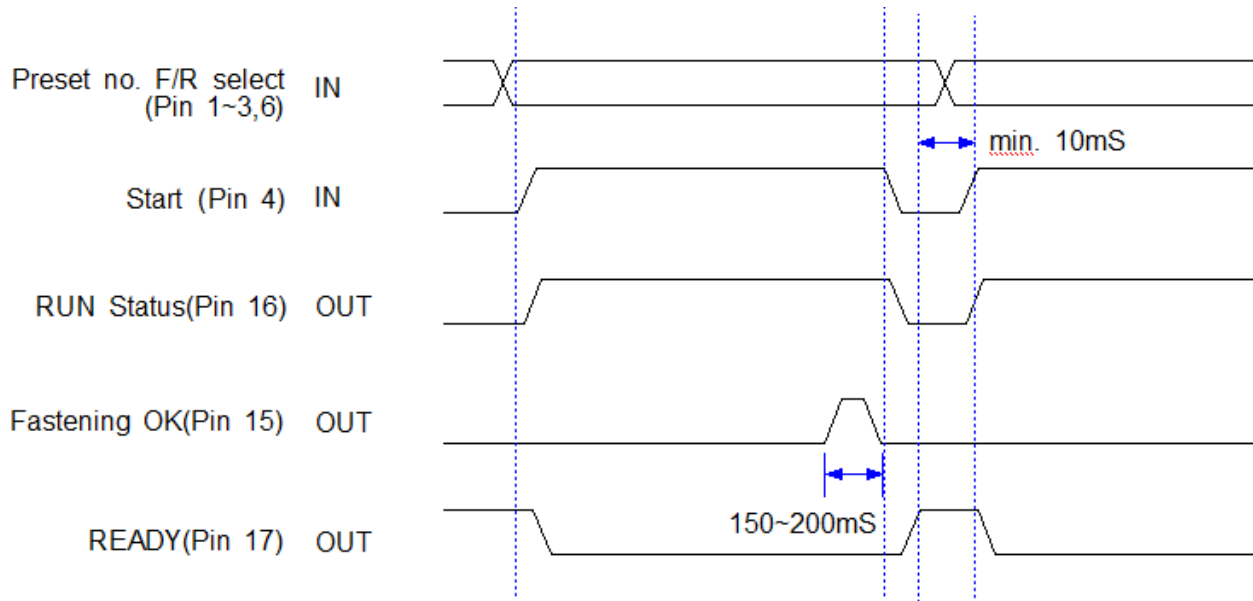 Preset no. F/R select IN
(Pin 1~3,6)
min. 10mS
Start (Pin 4) IN
RUN Status(Pin 16) OUT
Fastening OK(Pin 15) OUT
150~200mS
READY(Pin 17) OUT